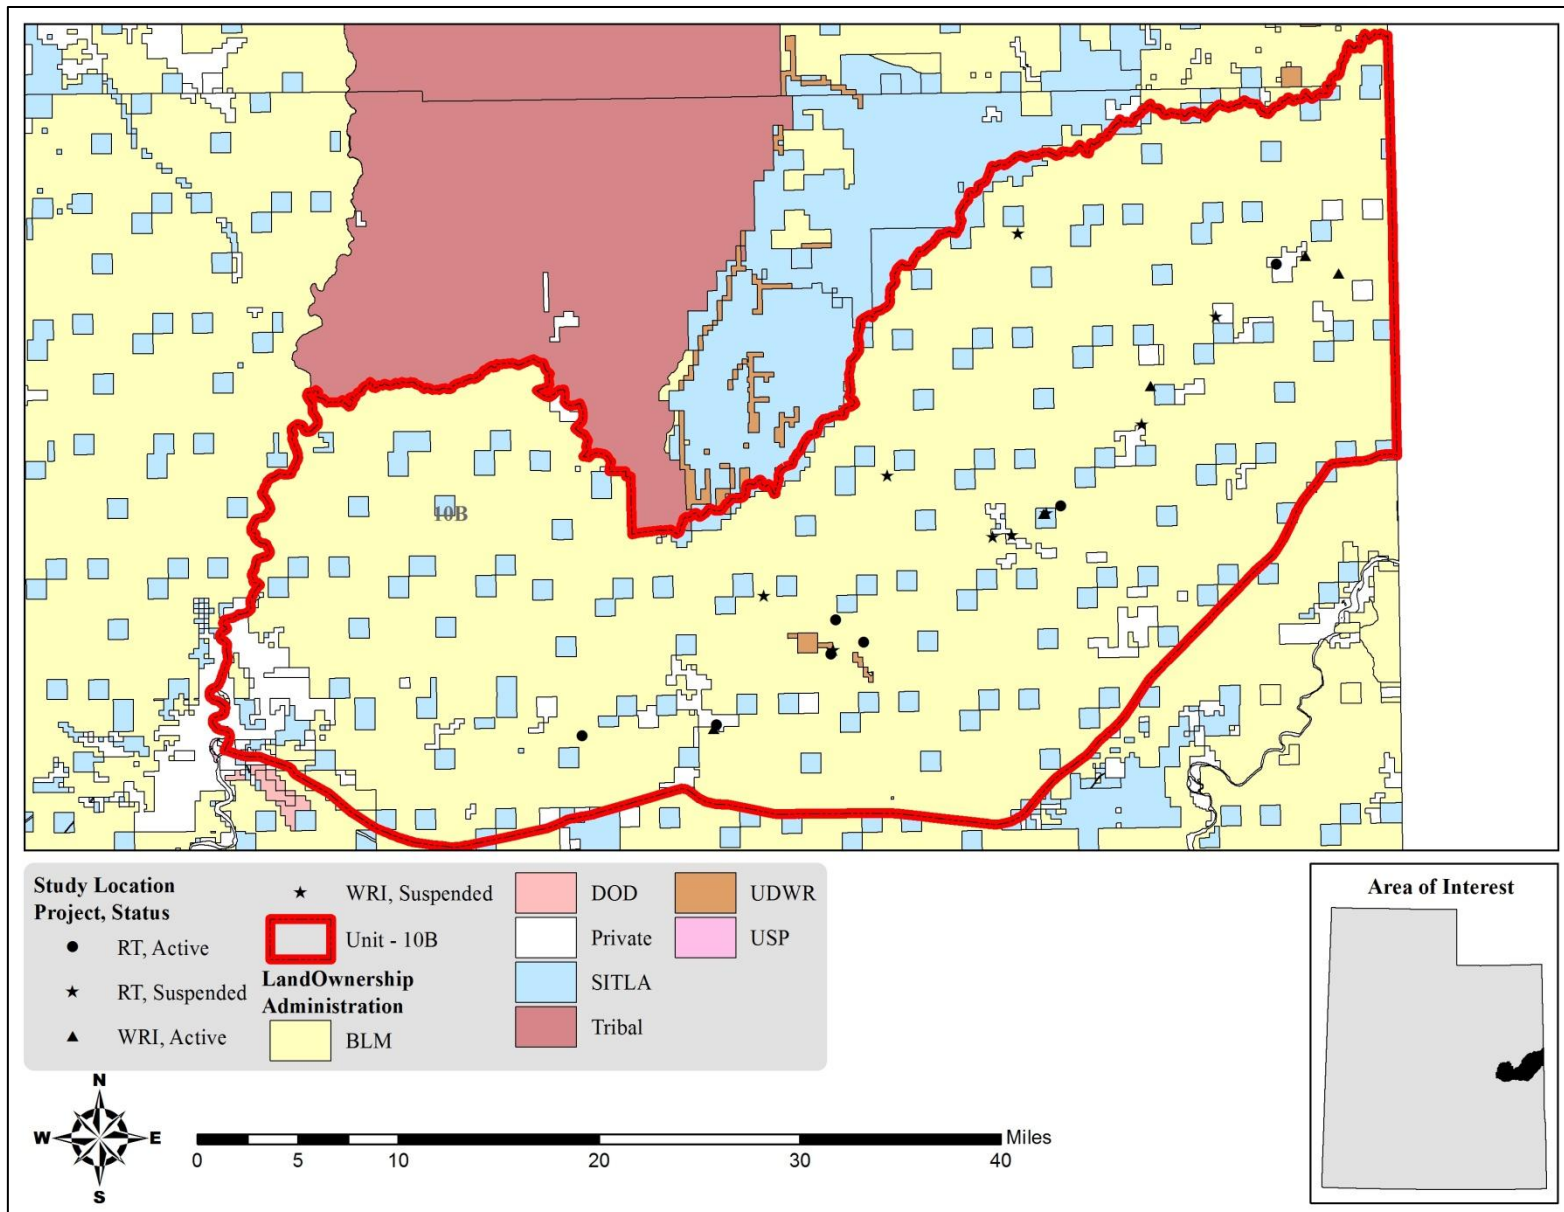 10B
Study Location
Project, Status
RT, Active
RT, Suspended
WRI, Active
WRI, Suspended
Unit - 10B
LandOwnership
Administration
BLM
DOD
Private
SITLA
Tribal
UDWR
USP
Area of Interest
N
W E
S
0 5 10 20 30 40 Miles